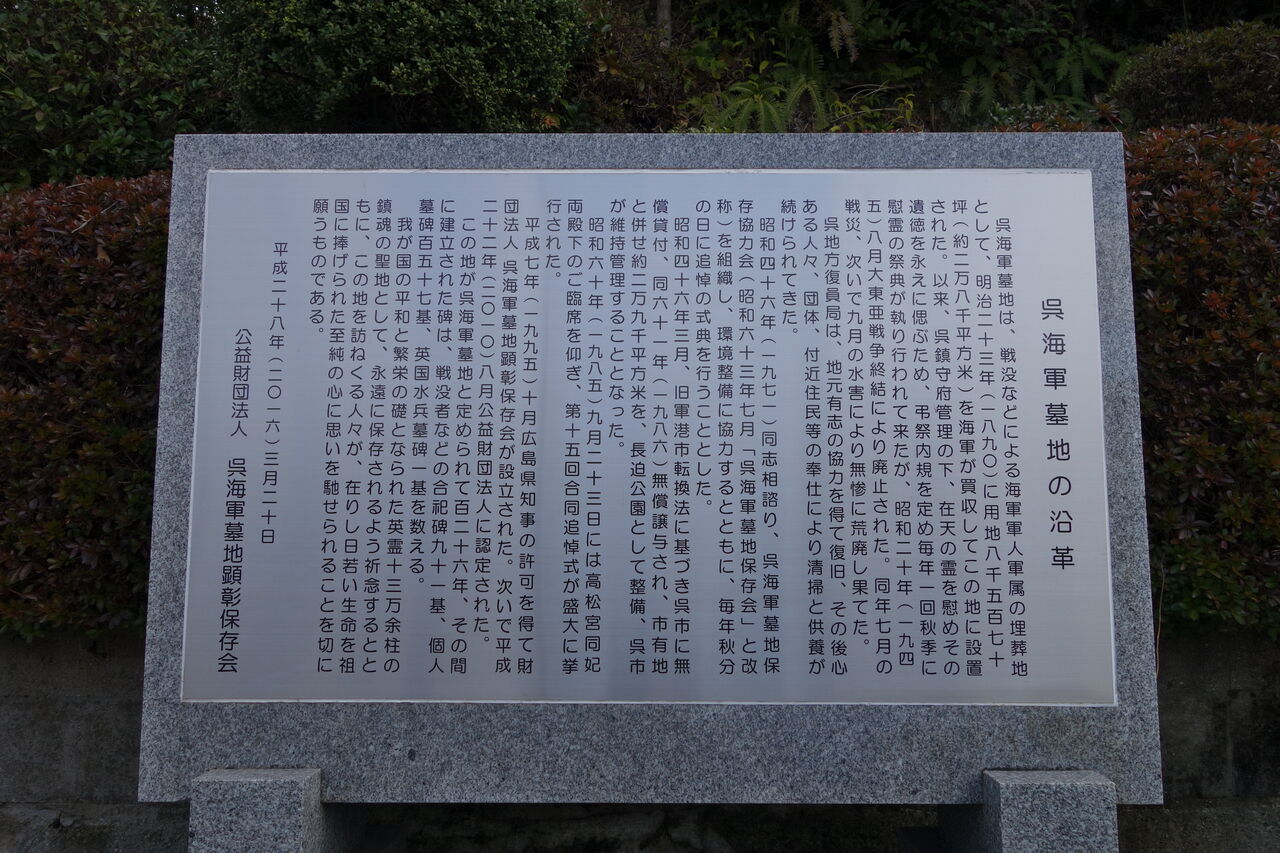 呉海軍墓地の沿革
呉海軍墓地は、戦没などによる海軍軍人軍属の埋葬地
として、明治二十三年(一八九〇)に用地八千五百七十
坪(約二万八千平方米)を海軍が買収してこの地に設置
された。以来、呉鎮守府管理の下、在天の霊を慰めその
遺徳を永えに偲ぶため、弔祭内規を定め毎年一回秋季に
慰霊の祭典が執り行われて来たが、昭和二十年(一九四
五)八月大東亜戦争終結により廃止された。同年七月の
戦災、次いで九月の水害により無惨に荒廃し果てた。
呉地方復員局は、地元有志の協力を得て復旧、その後心
ある人々、団体、付近住民等の奉仕により清掃と供養が
続けられてきた。
昭和四十六年(一九七一)同志相諮り、呉海軍墓地保
存協力会(昭和六十三年七月「呉海軍墓地保存会」と改
称)を組織し、環境整備に協力するとともに、毎年秋分
の日に追悼の式典を行うこととした。
昭和四十六年三月、旧軍港市転換法に基づき呉市に無
償貸付、同六十一年(一九八六)無償譲与され、市有地
と併せ約二万九千平方米を、長迫公園として整備、呉市
が維持管理することとなった。
昭和六十年(一九八五)九月二十三日には高松宮同妃
両殿下のご臨席を仰ぎ、第十五回合同追悼式が盛大に挙
行された。
平成七年(一九九五)十月広島県知事の許可を得て財
団法人 呉海軍墓地顕彰保存会が設立された。次いで平成
二十二年(二〇一〇)八月公益財団法人に認定された。
この地が呉海軍墓地と定められて百二十六年、その間
に建立された碑は、戦没者などの合祀碑九十一基、個人
墓碑百五十七基、英国水兵墓碑一基を数える。
我が国の平和と繁栄の礎となられた英霊十三万余柱の
鎮魂の聖地として、永遠に保存されるよう祈念するとと
もに、この地を訪ねくる人々が、在りし日若い生命を祖
国に捧げられた至純の心に思いを馳せられることを切に
願うものである。
平成二十八年(二〇一六)三月二十日
公益財団法人 呉海軍墓地顕彰保存会